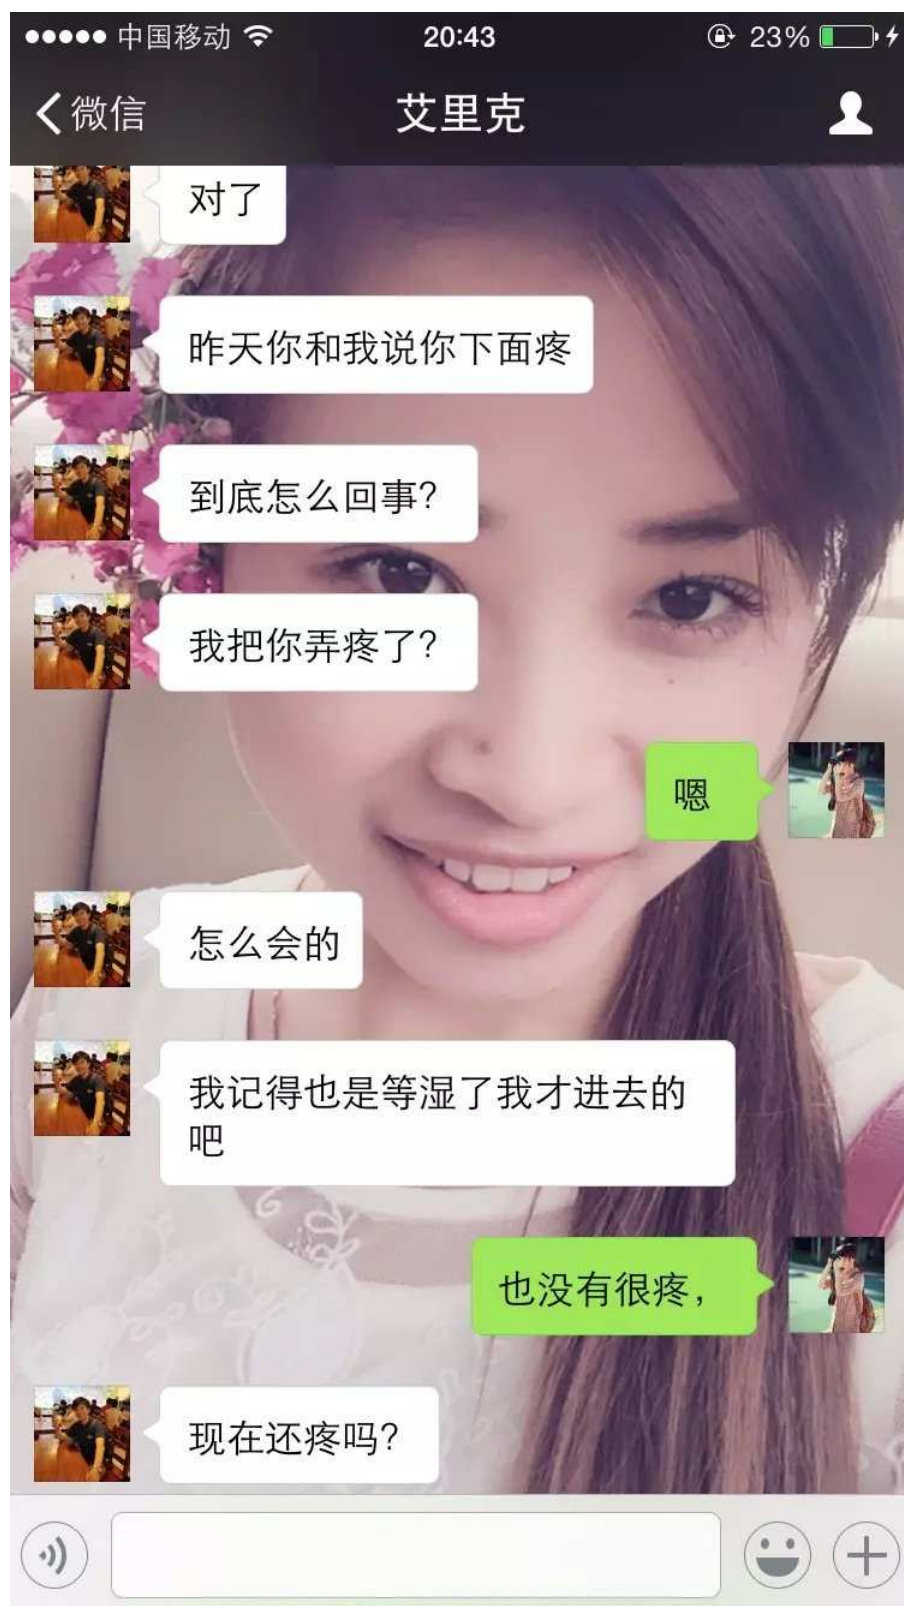 中国移动 20:43 23%
微信 艾里克
对了
昨天你和我说你下面疼
到底怎么回事?
我把你弄疼了?
嗯
怎么会的
我记得也是等湿了我才进去的
吧
也没有很疼，
现在还疼吗?